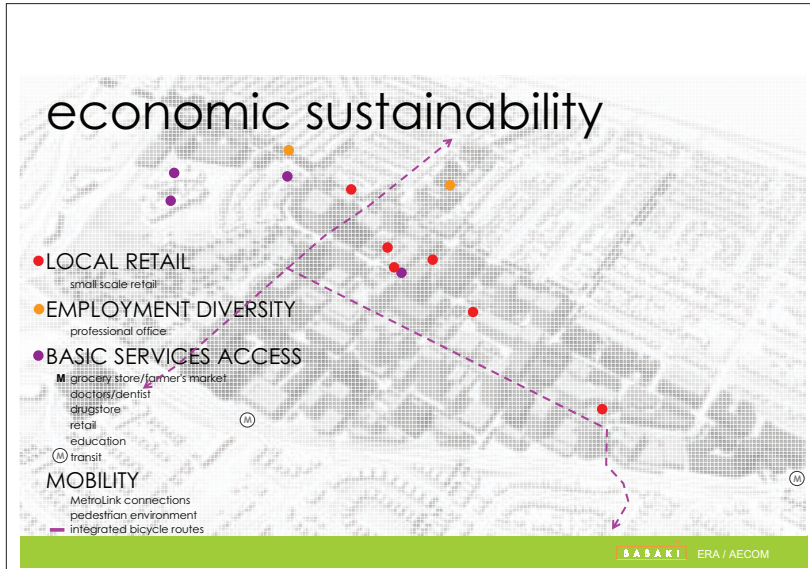 economic sustainability
LOCAL RETAIL
small scale retail
EMPLOYMENT DIVERSITY
professional office
BASIC SERVICES ACCESS
M grocery store/farmer's market
doctors/dentist
drugstore
retail
education
M transit
MOBILITY
MetroLink connections
pedestrian environment
integrated bicycle routes
M
M
BABAKI ERA / AECOM